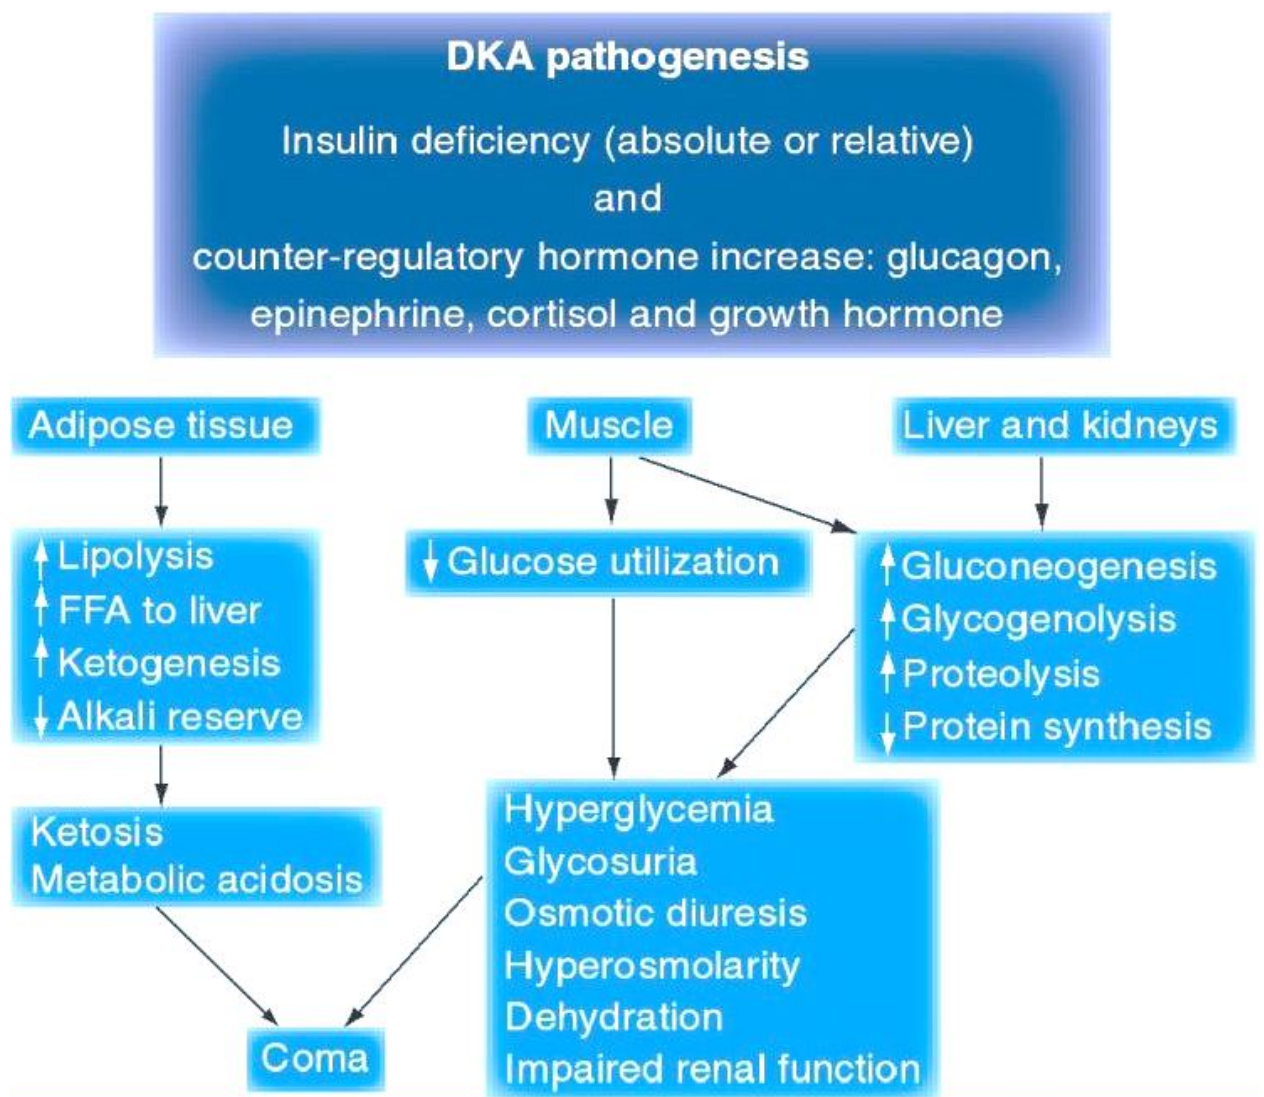 DKA pathogenesis
Insulin deficiency (absolute or relative)
and
counter-regulatory hormone increase: glucagon,
epinephrine, cortisol and growth hormone
Adipose tissue
Muscle
Liver and kidneys
↑ Lipolysis
↑ FFA to liver
↑ Ketogenesis
↓ Alkali reserve
↓ Glucose utilization
↑ Gluconeogenesis
↑ Glycogenolysis
↑ Proteolysis
↓ Protein synthesis
Ketosis
Metabolic acidosis
Hyperglycemia
Glycosuria
Osmotic diuresis
Hyperosmolarity
Dehydration
Impaired renal function
Coma